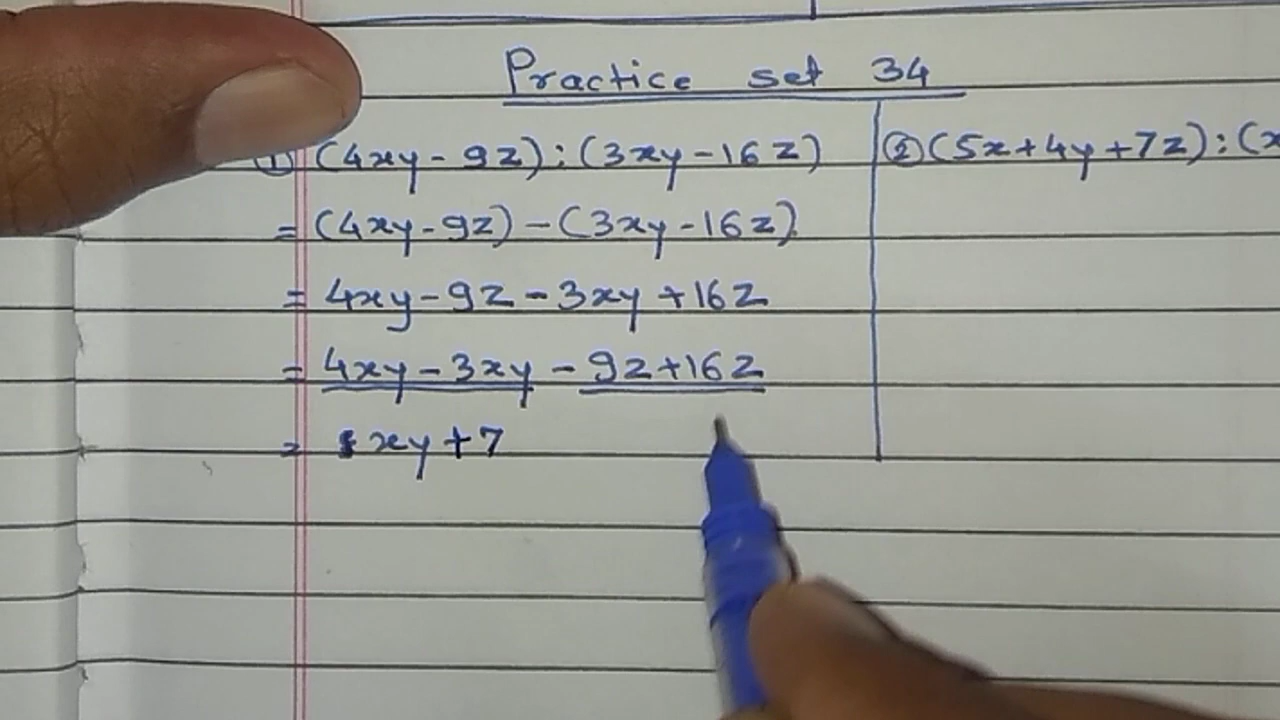 Practice set 34
① (4xy - 9z) : (3xy - 16z)
= (4xy - 9z) - (3xy - 16z)
= 4xy - 9z - 3xy + 16z
= 4xy - 3xy - 9z + 16z
= xy + 7
② (5x + 4y + 7z) : (x